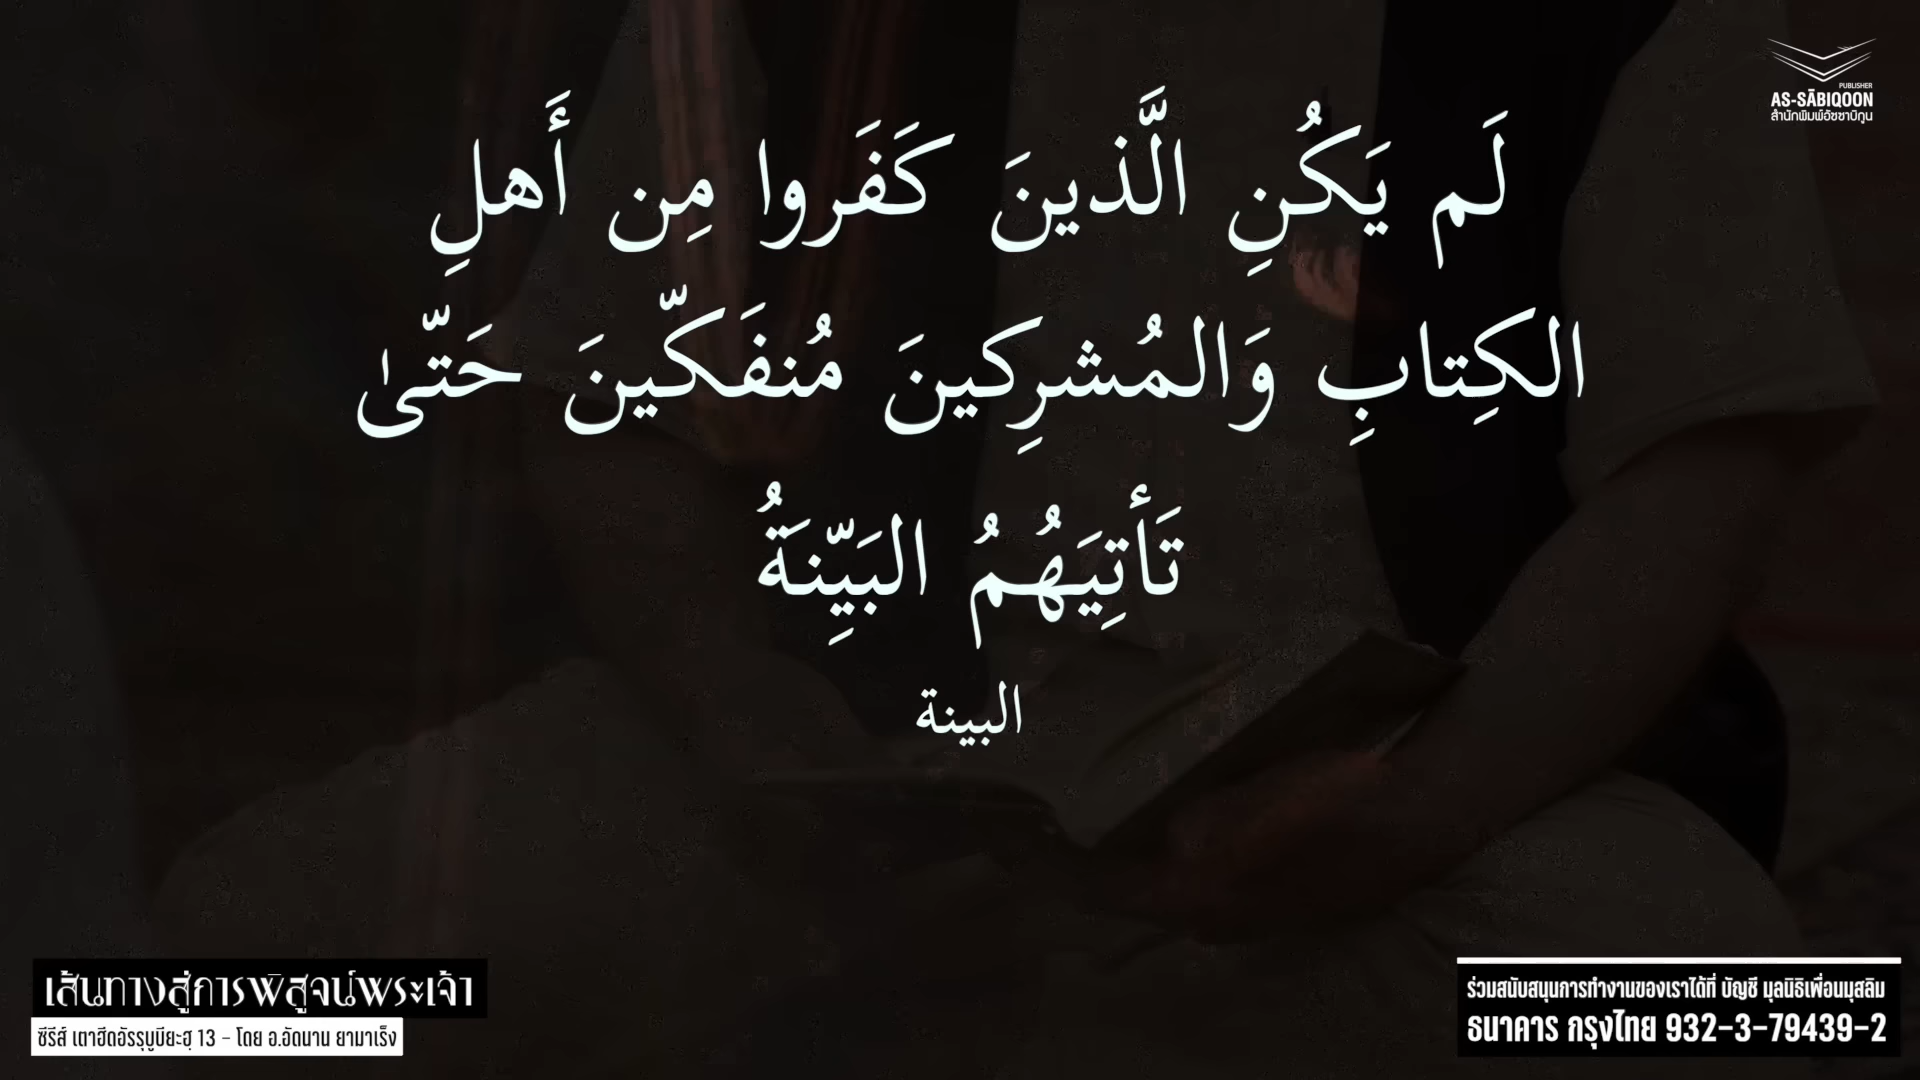 PUBLISHER
AS-SĀBIQOON
สำนักพิมพ์อัซซาบิกูน
لَم يَكُنِ الَّذينَ كَفَروا مِن أَهلِ
الكِتابِ وَالمُشرِكينَ مُنفَكّينَ حَتّىٰ
تَأتِيَهُمُ البَيِّنَةُ
البينة
เส้นทางสู่การพิสูจน์พระเจ้า
ซีรีส์ เตาฮีดอัรรุบูบียะฮฺ 13 - โดย อ.อัดนาน ยามาเร็ง
ร่วมสนับสนุนการทำงานของเราได้ที่ บัญชี มุลนิธิเพื่อนมุสลิม
ธนาคาร กรุงไทย 932-3-79439-2